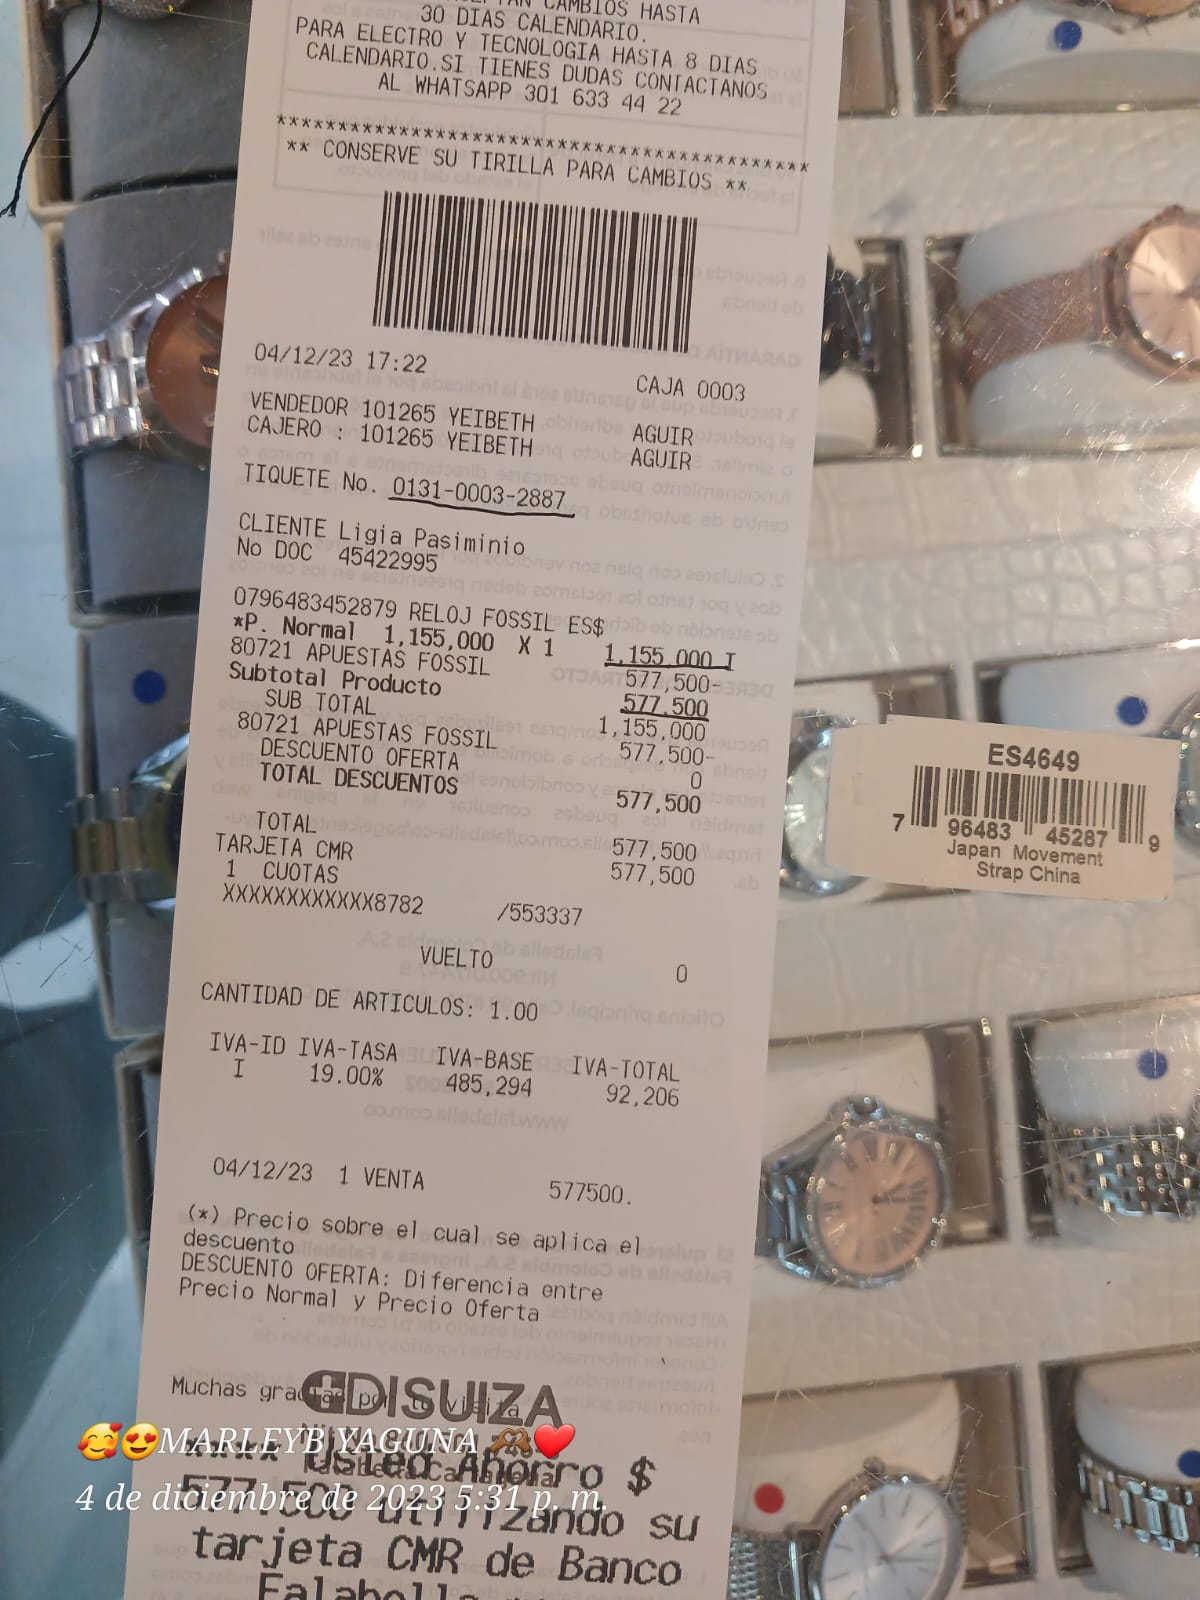 CAMBIOS HASTA
30 DIAS CALENDARIO.
PARA ELECTRO Y TECNOLOGIA HASTA 8 DIAS
CALENDARIO.SI TIENES DUDAS CONTACTANOS
AL WHATSAPP 301 633 44 22
** CONSERVE SU TIRILLA PARA CAMBIOS **
04/12/23 17:22 CAJA 0003
VENDEDOR 101265 YEIBETH AGUIR
CAJERO : 101265 YEIBETH AGUIR
TIQUETE No. 0131-0003-2887
CLIENTE Ligia Pasiminio
No DOC 45422995
0796483452879 RELOJ FOSSIL ES$
*P. Normal 1,155,000 X 1 1,155,000 I
80721 APUESTAS FOSSIL 577,500-
Subtotal Producto 577,500
SUB TOTAL 1,155,000
80721 APUESTAS FOSSIL 577,500-
DESCUENTO OFERTA 0
TOTAL DESCUENTOS 577,500
TOTAL 577,500
TARJETA CMR 577,500
1 CUOTAS
XXXXXXXXXXXX8782 /553337
VUELTO 0
CANTIDAD DE ARTICULOS: 1.00
IVA-ID IVA-TASA IVA-BASE IVA-TOTAL
I 19.00% 485,294 92,206
04/12/23 1 VENTA 577500.
(*) Precio sobre el cual se aplica el
descuento
DESCUENTO OFERTA: Diferencia entre
Precio Normal y Precio Oferta
Muchas gracias por tu visita
DISUIZA
**** Usted Ahorro $
577.500 utilizando su
tarjeta CMR de Banco
Falabella
🥰😍MARLEYB YAGUNA 🫶🏽❤️
4 de diciembre de 2023 5:31 p. m.
ES4649
7 96483 45287 9
Japan Movement
Strap China